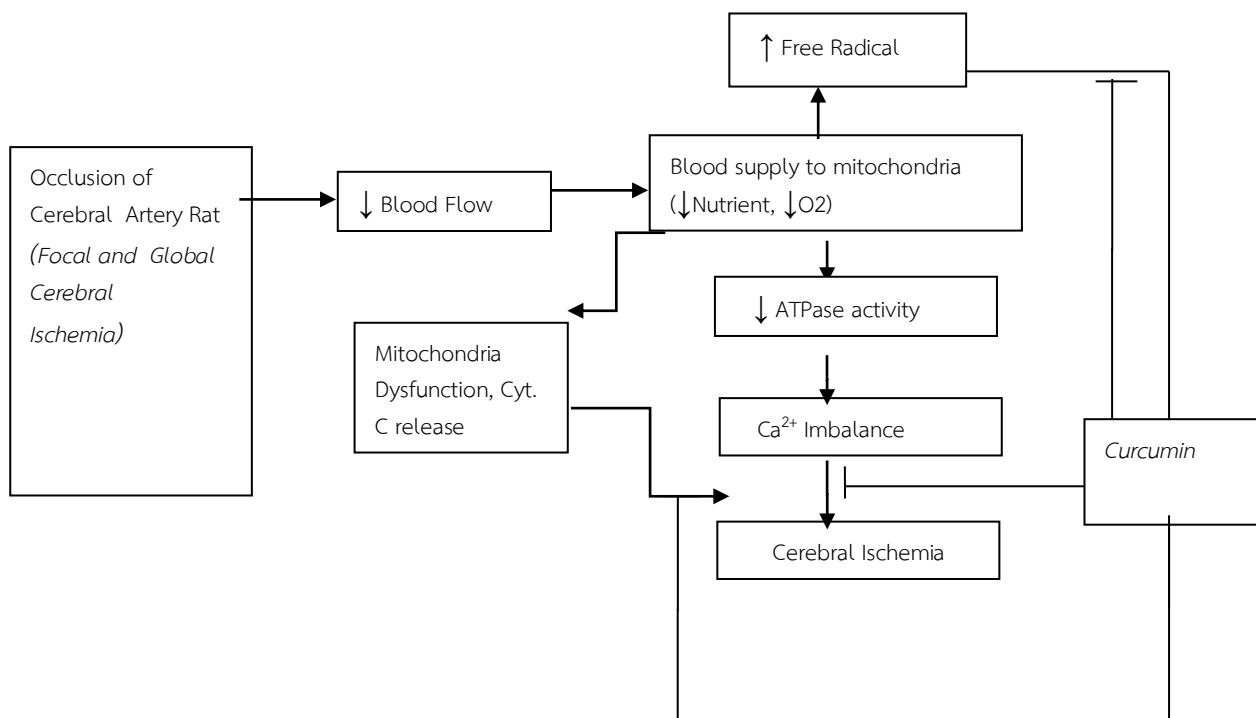 ↑ Free Radical
Occlusion of
Cerebral Artery Rat
(Focal and Global
Cerebral
Ischemia)
↓ Blood Flow
Blood supply to mitochondria
(↓Nutrient, ↓O2)
↓ ATPase activity
Mitochondria
Dysfunction, Cyt.
C release
Ca²⁺ Imbalance
Curcumin
Cerebral Ischemia